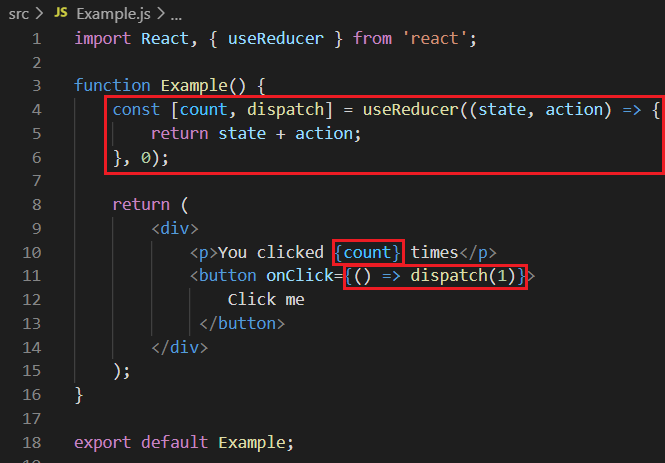 src > JS Example.js > ...
1 import React, { useReducer } from 'react';
2
3 function Example() {
4 const [count, dispatch] = useReducer((state, action) => {
5 return state + action;
6 }, 0);
7
8 return (
9 <div>
10 <p>You clicked {count} times</p>
11 <button onClick={() => dispatch(1)}>
12 Click me
13 </button>
14 </div>
15 );
16 }
17
18 export default Example;
19